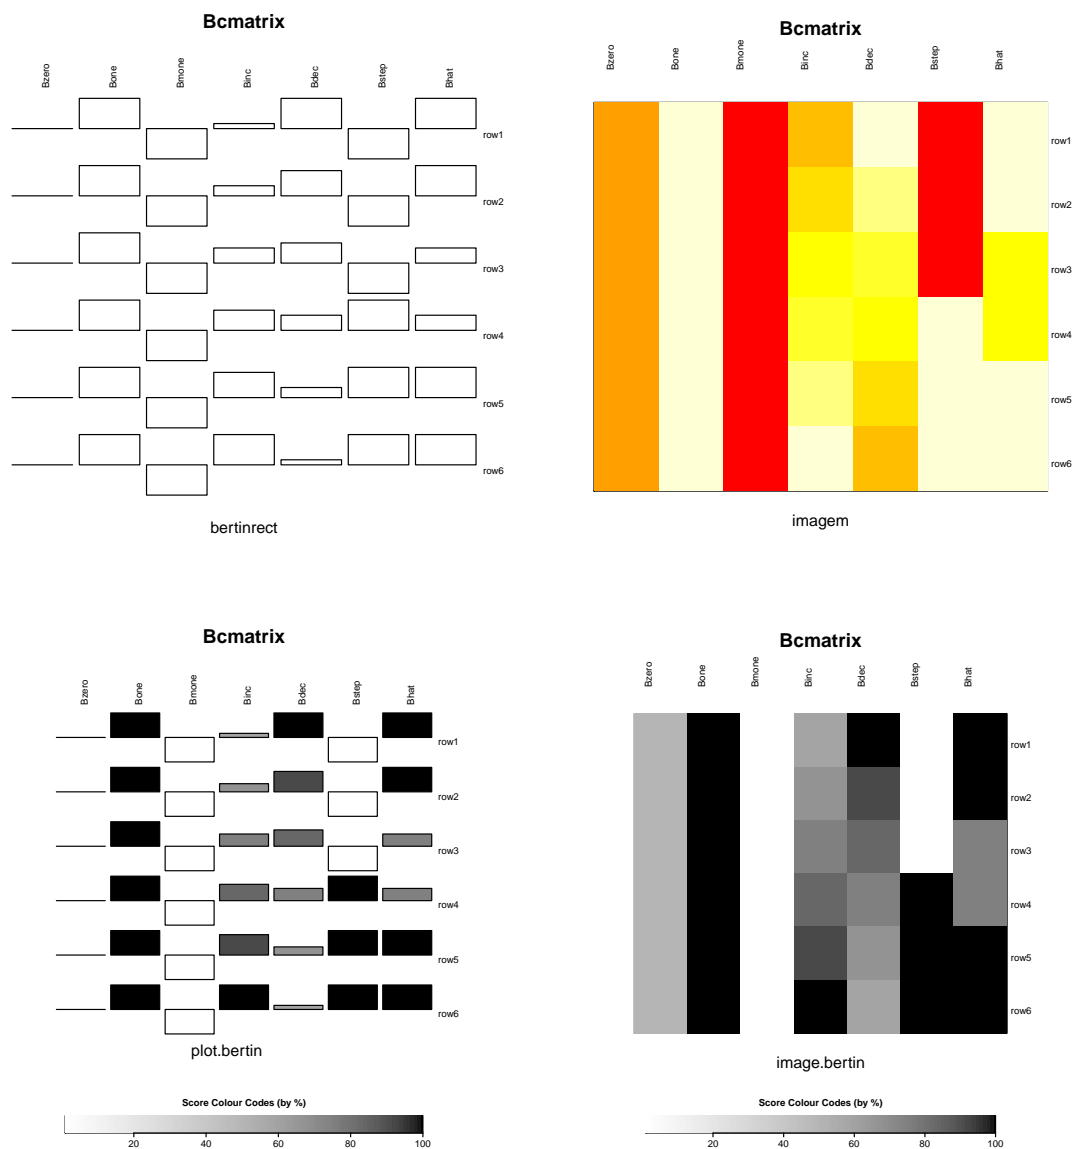 Bcmatrix
Bzero Bone Bmone Binc Bdec Bstep Bhat
row1
row2
row3
row4
row5
row6
bertinrect
Bcmatrix
Bzero Bone Bmone Binc Bdec Bstep Bhat
row1
row2
row3
row4
row5
row6
imagem
Bcmatrix
Bzero Bone Bmone Binc Bdec Bstep Bhat
row1
row2
row3
row4
row5
row6
plot.bertin
Score Colour Codes (by %)
20 40 60 80 100
Bcmatrix
Bzero Bone Bmone Binc Bdec Bstep Bhat
row1
row2
row3
row4
row5
row6
image.bertin
Score Colour Codes (by %)
20 40 60 80 100